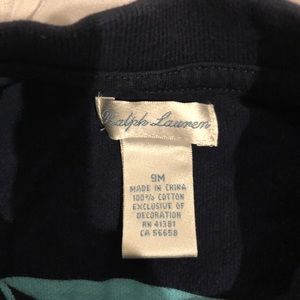 Ralph Lauren
9M
MADE IN CHINA
100% COTTON
EXCLUSIVE OF
DECORATION
RN 41381
CA 56658